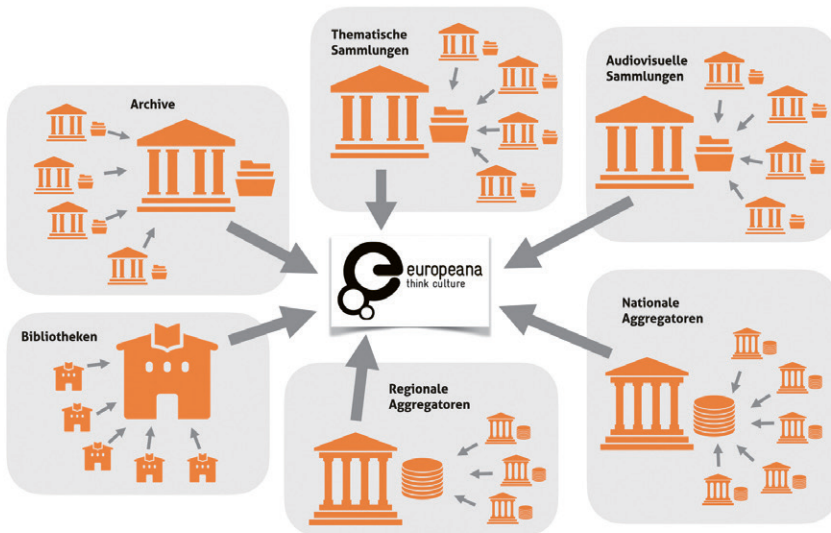 Thematische
Sammlungen
Audiovisuelle
Sammlungen
Archive
europeana
think culture
Nationale
Aggregatoren
Bibliotheken
Regionale
Aggregatoren